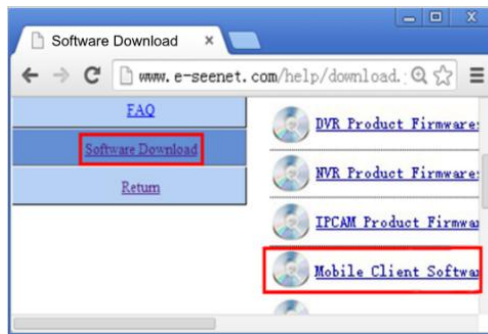 Software Download
www.e-seenet.com/help/download.
FAQ
Software Download
Return
DVR Product Firmware
NVR Product Firmware
IPCAM Product Firmwa
Mobile Client Softwa